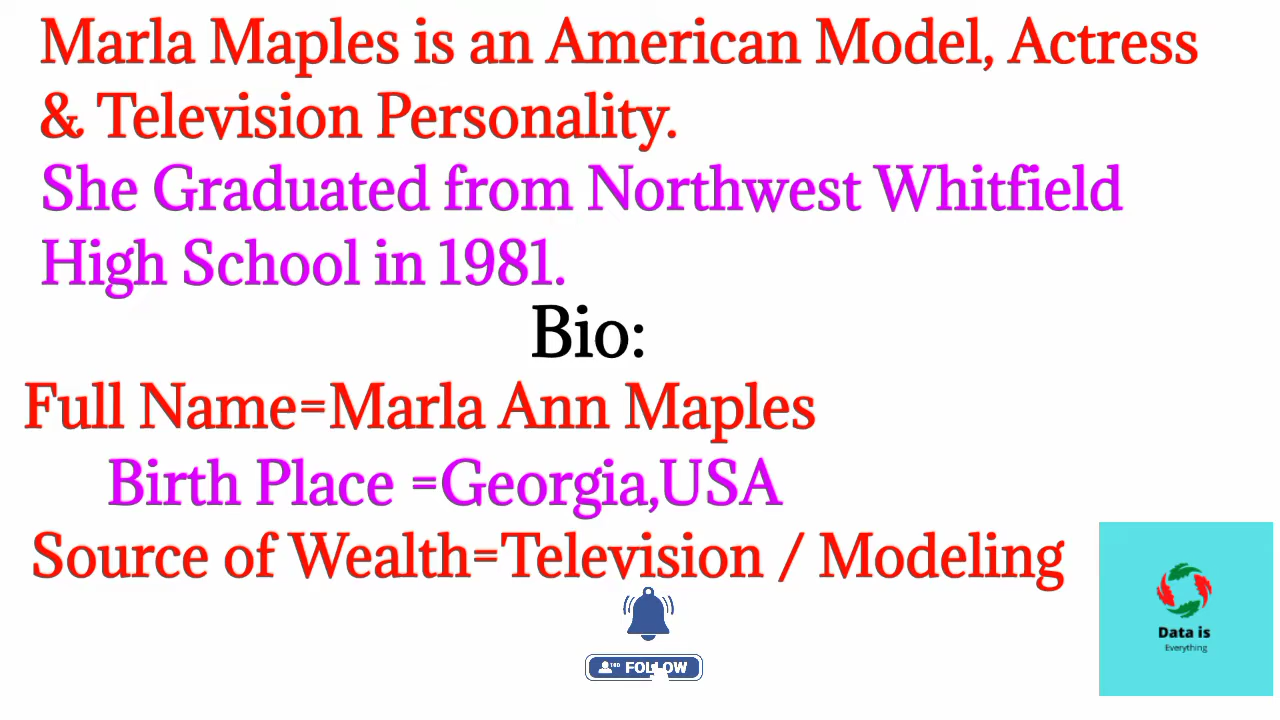 Marla Maples is an American Model, Actress
& Television Personality.
She Graduated from Northwest Whitfield
High School in 1981.
Bio:
Full Name=Marla Ann Maples
Birth Place =Georgia,USA
Source of Wealth=Television / Modeling
FOLLOW
Data is
Everything